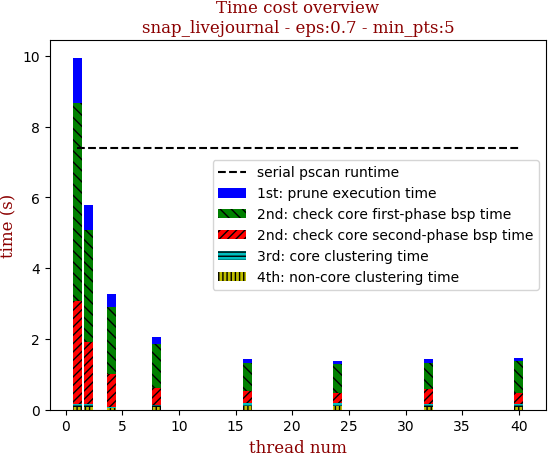 Time cost overview
snap_livejournal - eps:0.7 - min_pts:5
time (s)
10
8
6
4
2
0
serial pscan runtime
1st: prune execution time
2nd: check core first-phase bsp time
2nd: check core second-phase bsp time
3rd: core clustering time
4th: non-core clustering time
0 5 10 15 20 25 30 35 40
thread num